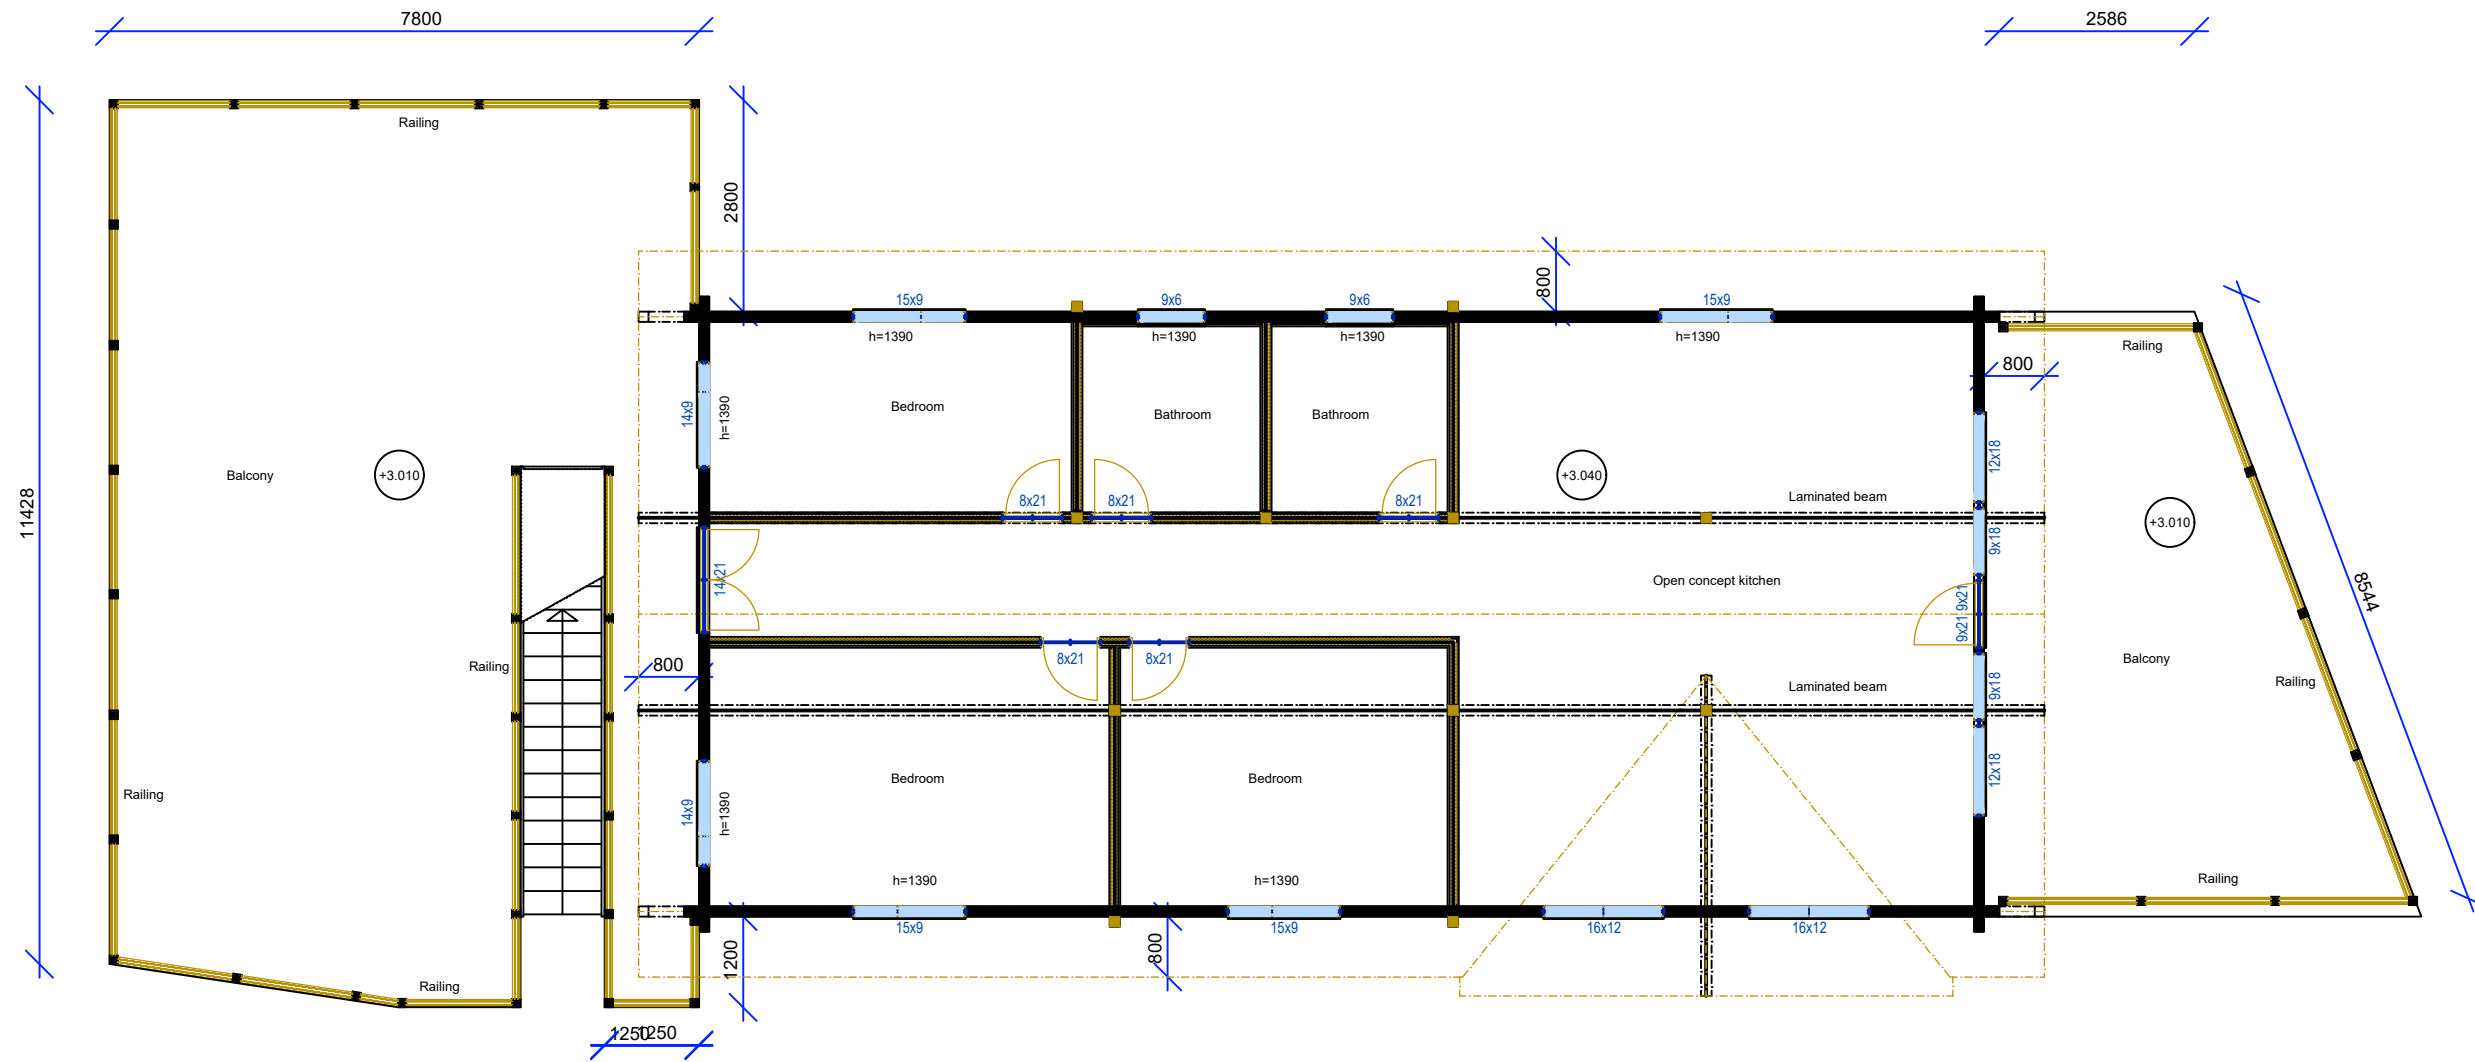 7800
2586
Railing
2800
800
15x9
9x6
9x6
15x9
h=1390
h=1390
h=1390
h=1390
Railing
800
14x9
h=1390
Bedroom
Bathroom
Bathroom
12x18
Balcony
+3.010
+3.040
8x21
8x21
8x21
Laminated beam
11428
+3.010
9x18
14x21
Open concept kitchen
9x21
9x21
8544
Railing
800
8x21
8x21
Balcony
Railing
Laminated beam
9x18
Railing
14x9
h=1390
Bedroom
Bedroom
12x18
h=1390
h=1390
Railing
15x9
15x9
16x12
16x12
1200
800
Railing
1250
1250